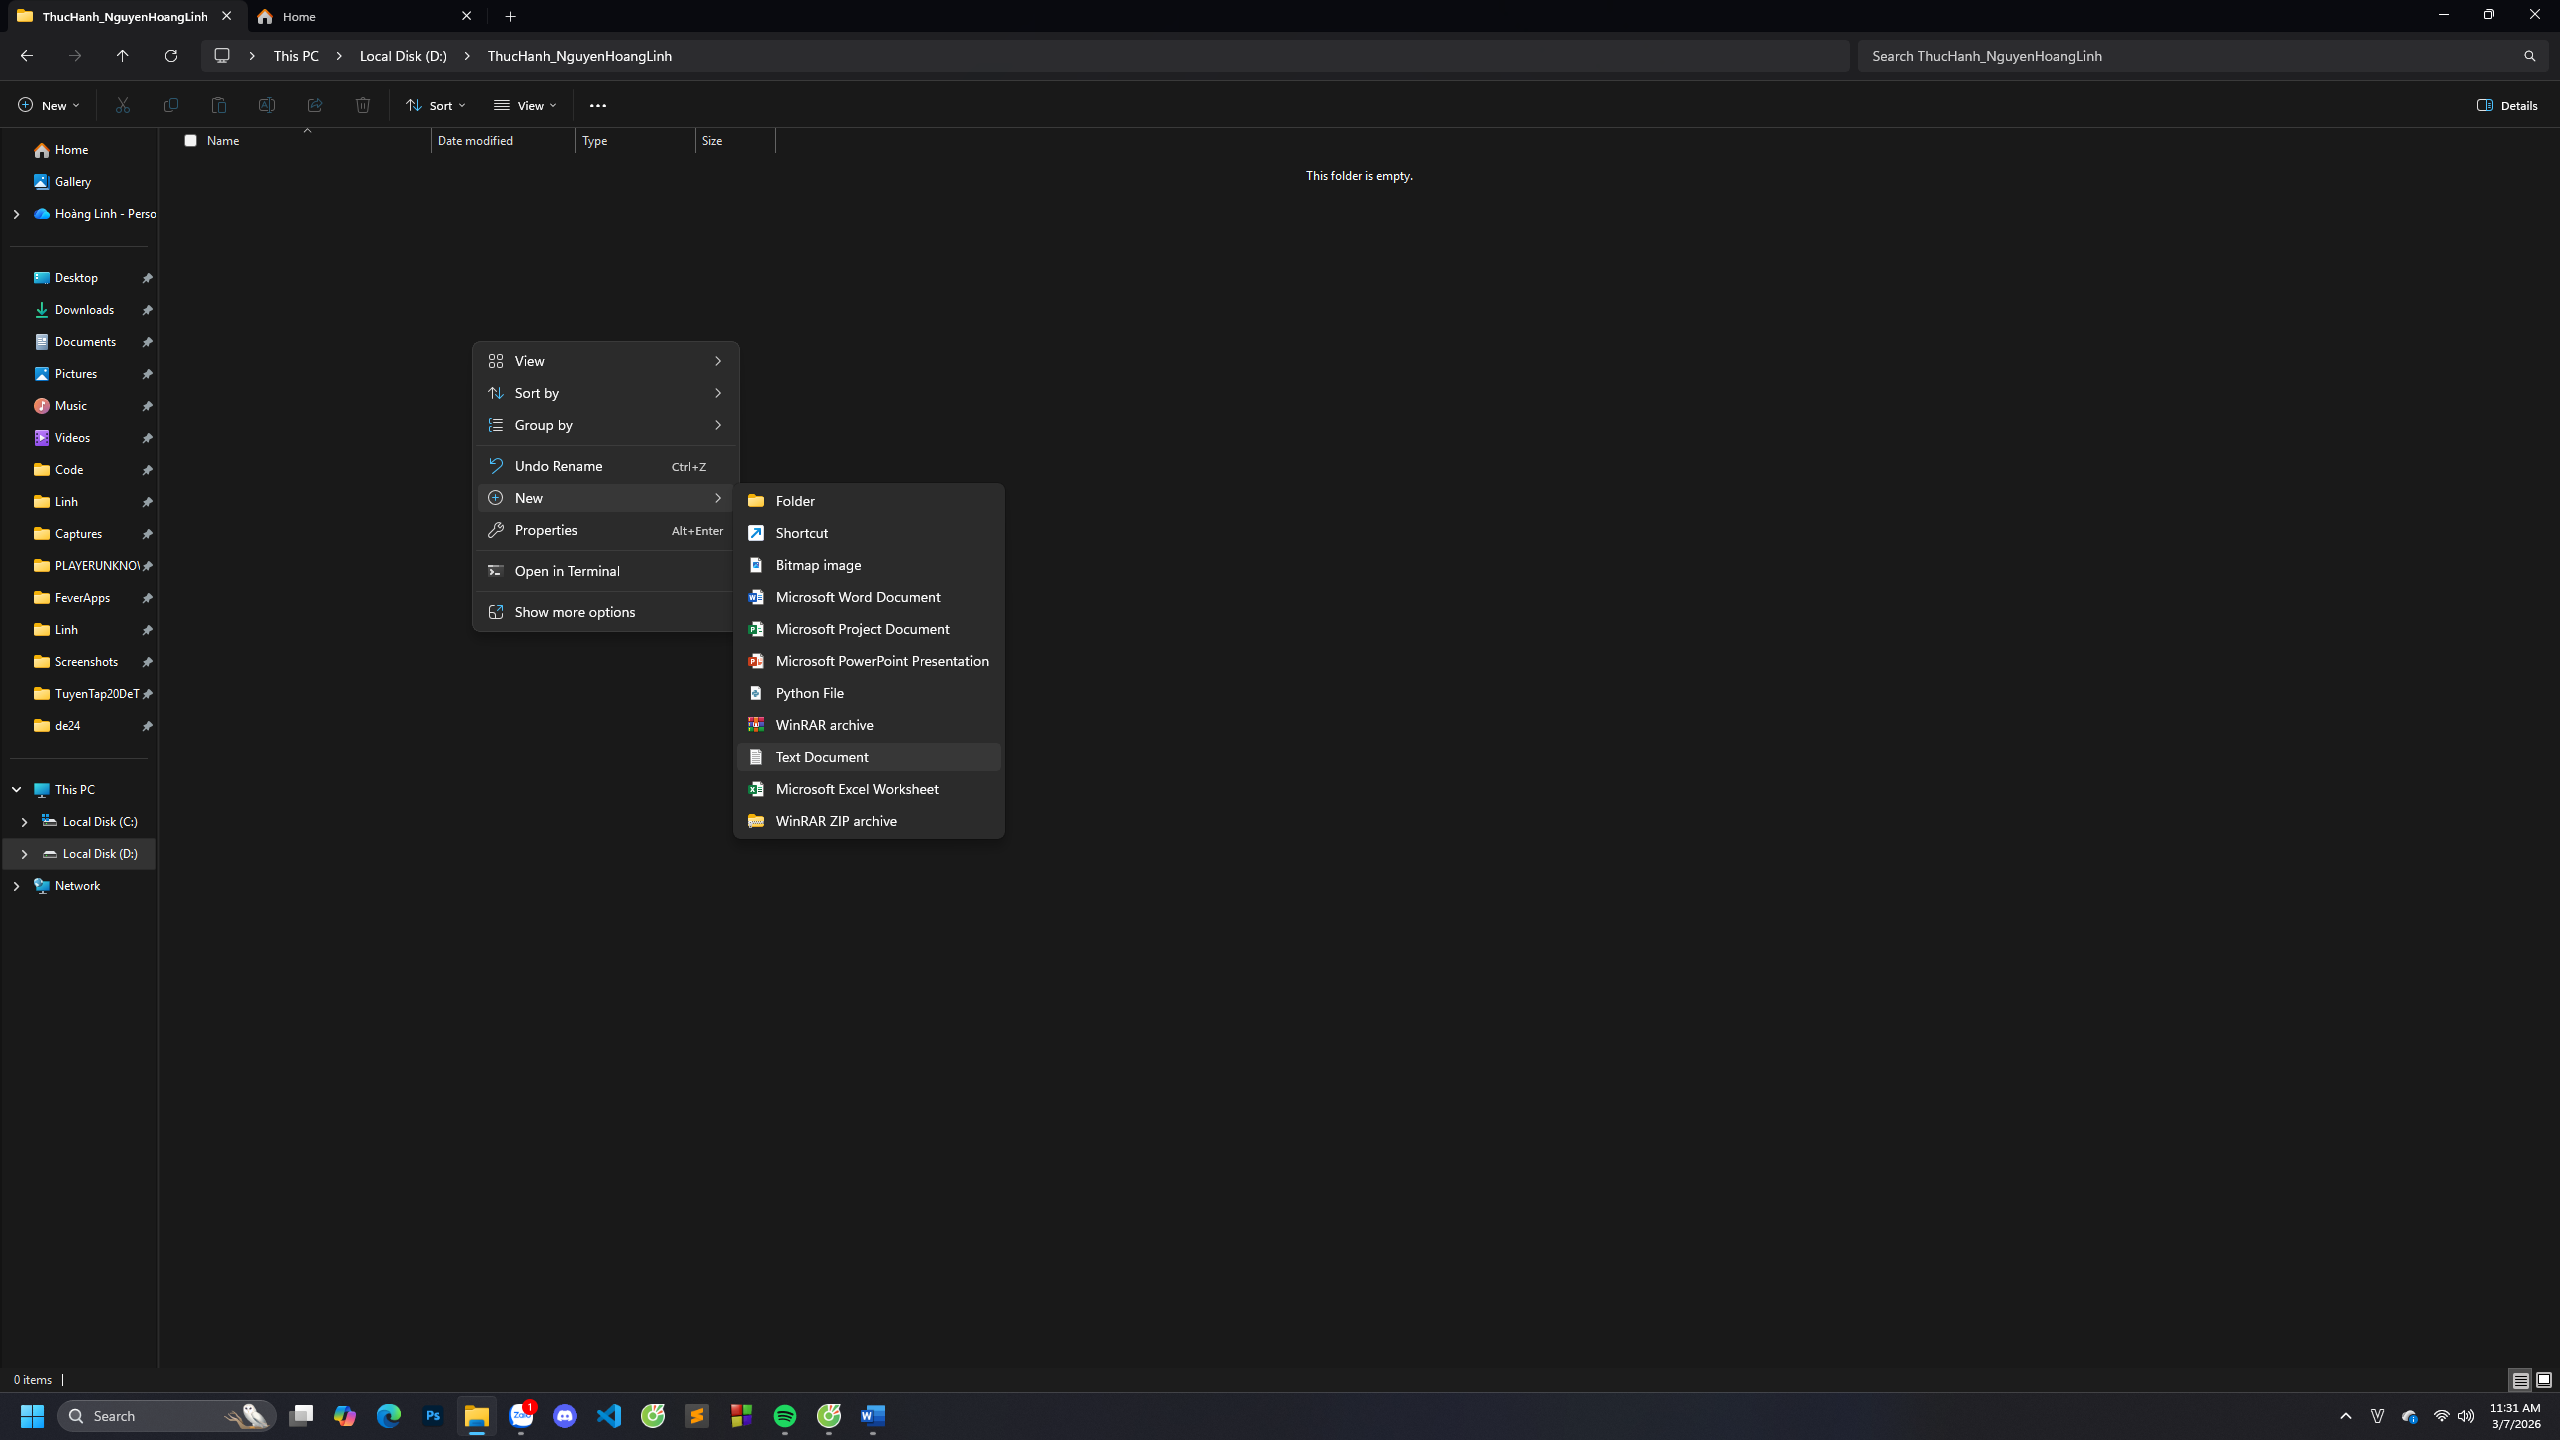 ThucHanh_NguyenHoangLinh
Home
This PC
Local Disk (D:)
ThucHanh_NguyenHoangLinh
Search ThucHanh_NguyenHoangLinh
New
Sort
View
Details
Name
Date modified
Type
Size
This folder is empty.
Home
Gallery
Hoàng Linh - Perso
Desktop
Downloads
Documents
Pictures
Music
Videos
Code
Linh
Captures
PLAYERUNKNO
FeverApps
Linh
Screenshots
TuyenTap20DeT
de24
This PC
Local Disk (C:)
Local Disk (D:)
Network
View
Sort by
Group by
Undo Rename Ctrl+Z
New
Properties Alt+Enter
Open in Terminal
Show more options
Folder
Shortcut
Bitmap image
Microsoft Word Document
Microsoft Project Document
Microsoft PowerPoint Presentation
Python File
WinRAR archive
Text Document
Microsoft Excel Worksheet
WinRAR ZIP archive
0 items
Search
Ps
Zalo
1
V
11:31 AM
3/7/2026